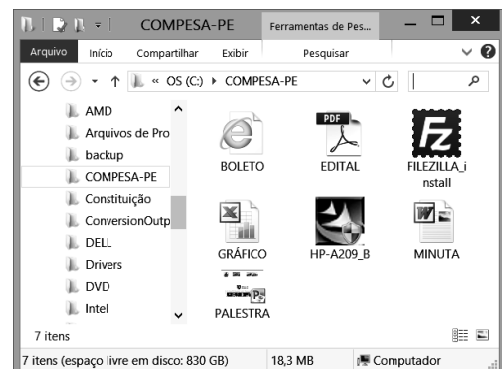 COMPESA-PE
Ferramentas de Pes...
Arquivo Início Compartilhar Exibir Pesquisar
« OS (C:) COMPESA-PE
AMD
Arquivos de Pro
backup
COMPESA-PE
Constituição
ConversionOutp
DELL
Drivers
DVD
Intel
BOLETO
PDF
EDITAL
Fz
FILEZILLA_i
nstall
GRÁFICO
HP-A209_B
W
MINUTA
PALESTRA
7 itens
7 itens (espaço livre em disco: 830 GB) 18,3 MB Computador